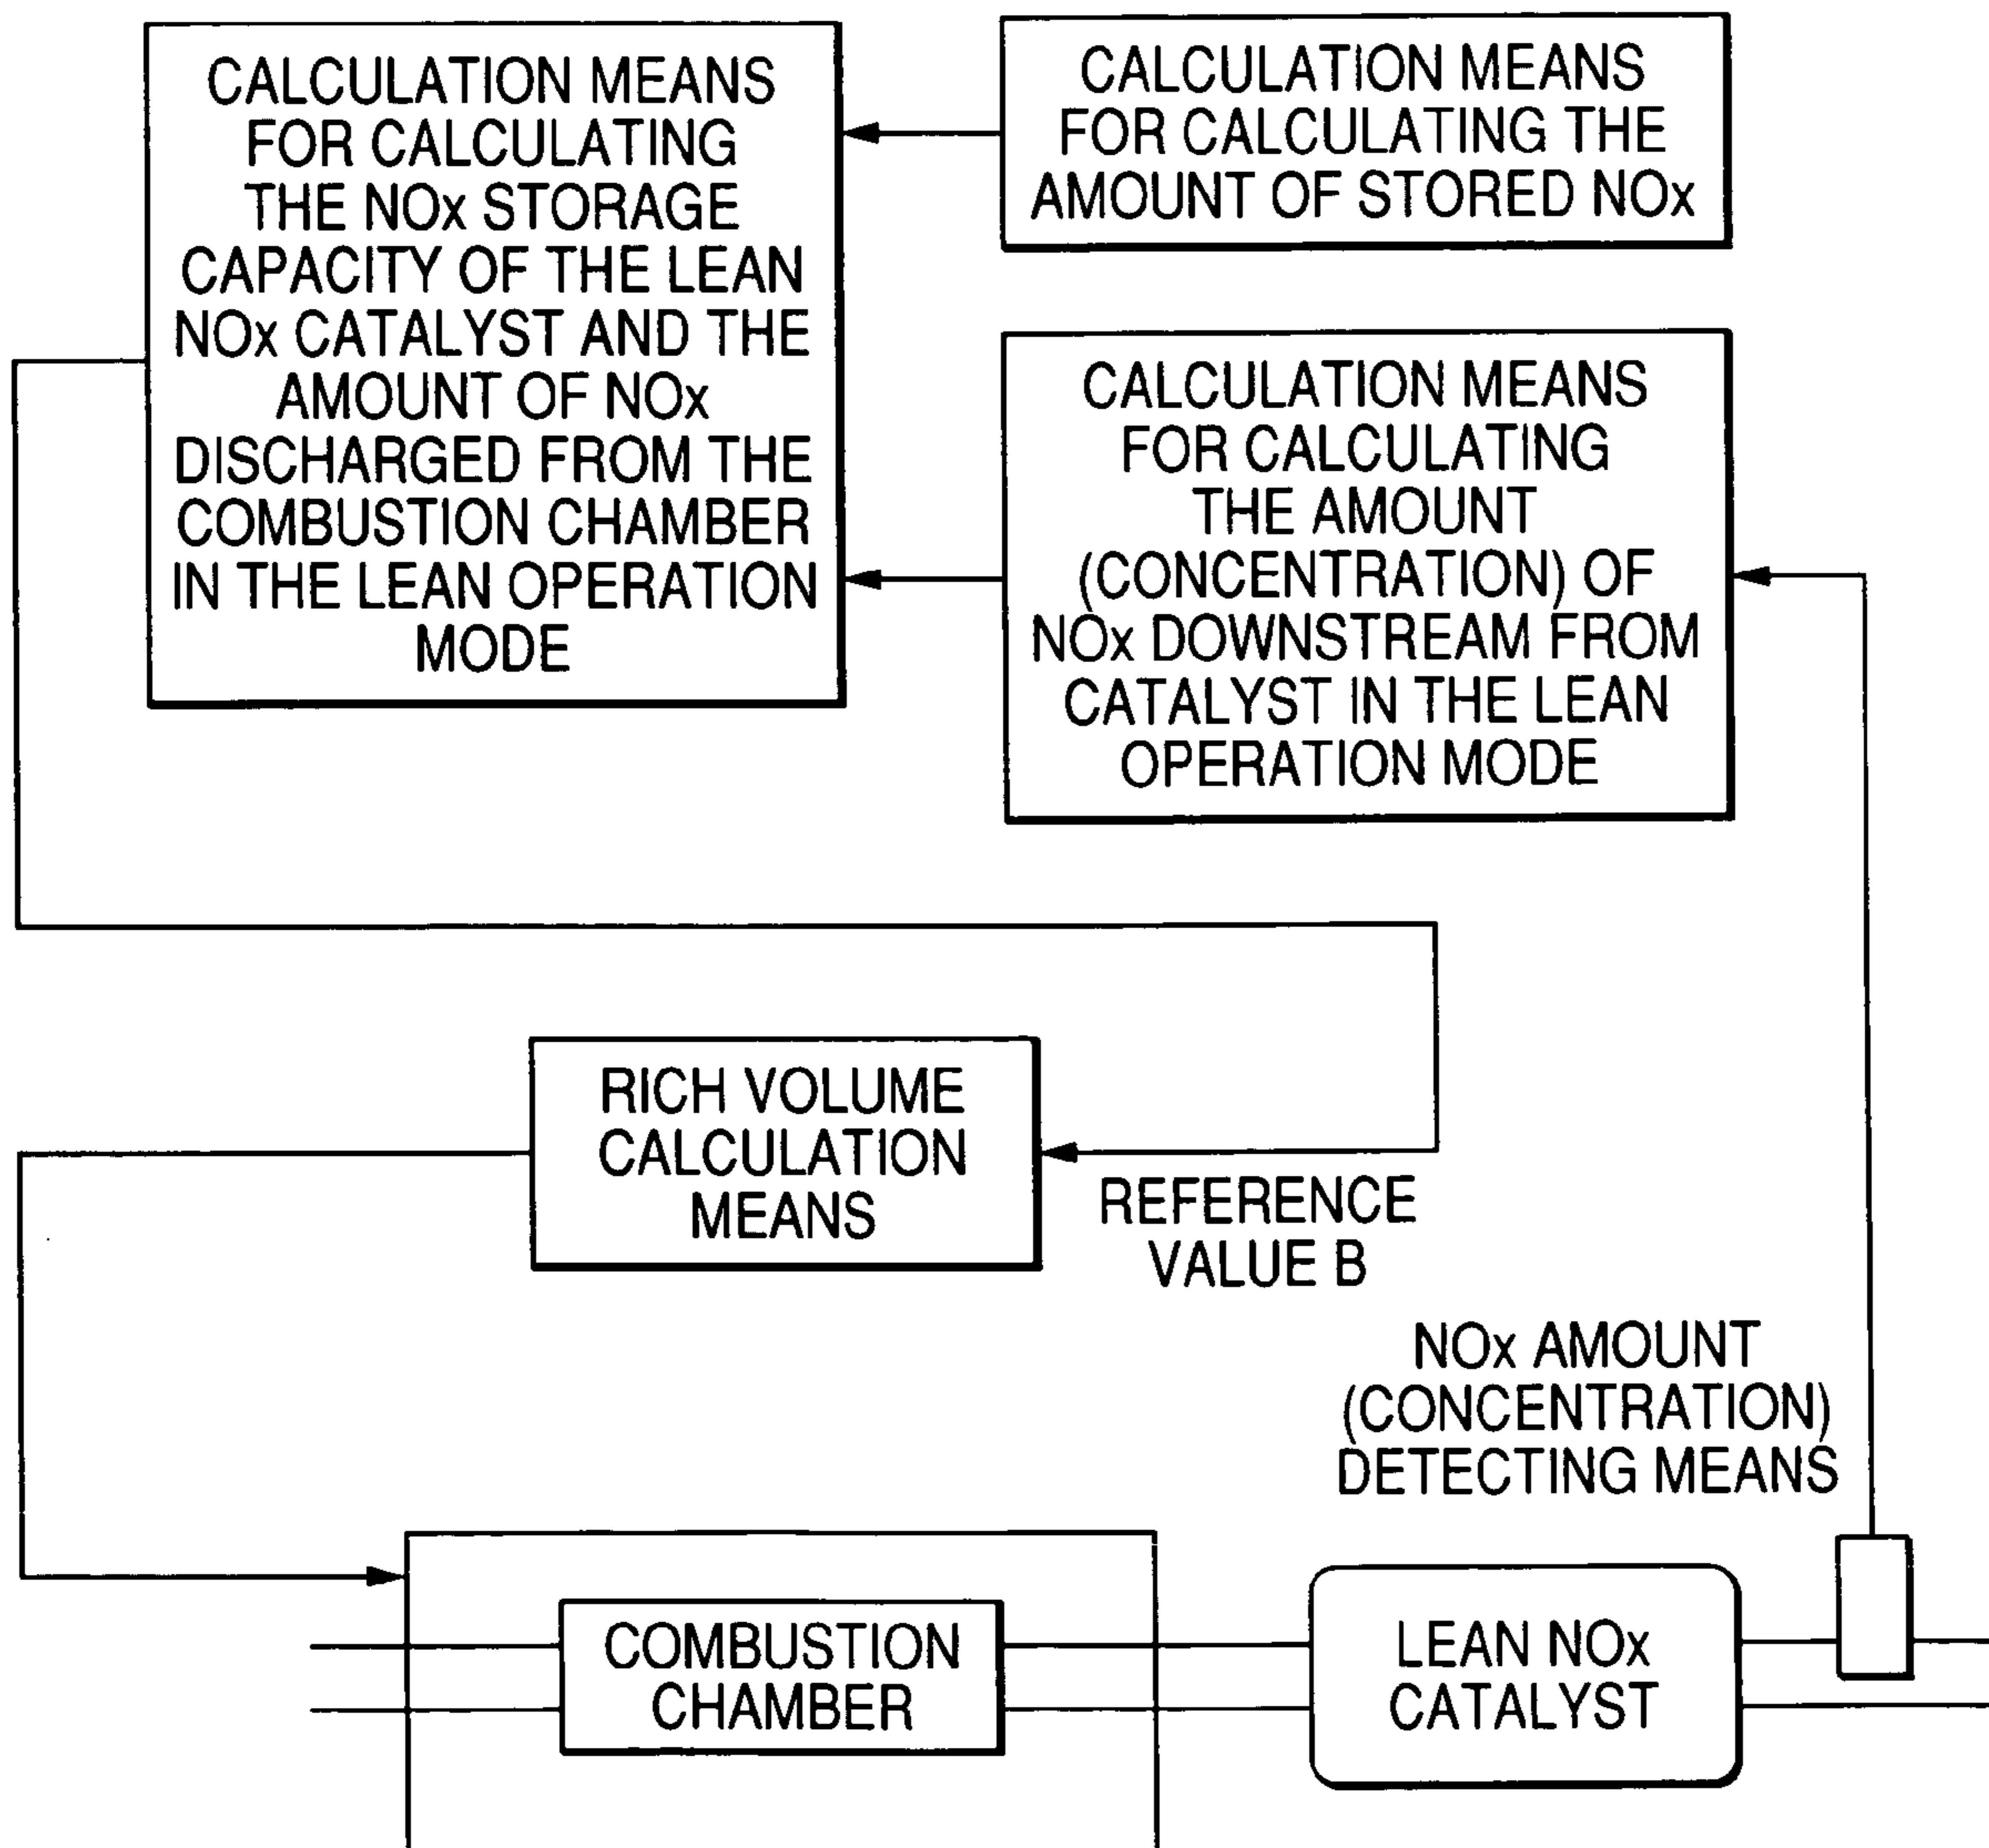 CALCULATION MEANS
FOR CALCULATING
THE NOx STORAGE
CAPACITY OF THE LEAN
NOx CATALYST AND THE
AMOUNT OF NOx
DISCHARGED FROM THE
COMBUSTION CHAMBER
IN THE LEAN OPERATION
MODE
CALCULATION MEANS
FOR CALCULATING THE
AMOUNT OF STORED NOx
CALCULATION MEANS
FOR CALCULATING
THE AMOUNT
(CONCENTRATION) OF
NOx DOWNSTREAM FROM
CATALYST IN THE LEAN
OPERATION MODE
RICH VOLUME
CALCULATION
MEANS
REFERENCE
VALUE B
NOx AMOUNT
(CONCENTRATION)
DETECTING MEANS
COMBUSTION
CHAMBER
LEAN NOx
CATALYST